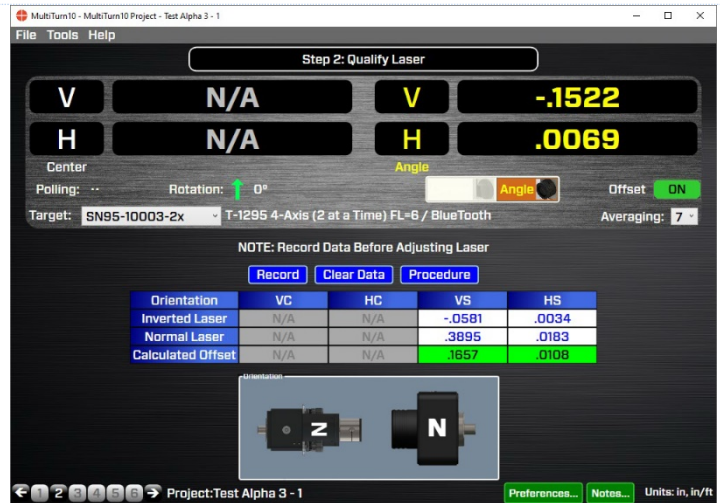 MultiTurn10 - MultiTurn10 Project - Test Alpha 3 - 1
File Tools Help
Step 2: Qualify Laser
V N/A V -.1522
H N/A H .0069
Center Angle
Polling: -- Rotation: 0° Angle Offset ON
Target: SN95-10003-2x T-1295 4-Axis (2 at a Time) FL=6 / BlueTooth Averaging: 7
NOTE: Record Data Before Adjusting Laser
Record Clear Data Procedure
Orientation VC HC VS HS
Inverted Laser N/A N/A -.0581 .0034
Normal Laser N/A N/A .3895 .0183
Calculated Offset N/A N/A .1657 .0108
Orientation
N N
1 2 3 4 5 6 Project:Test Alpha 3 - 1 Preferences... Notes... Units: in, in/ft